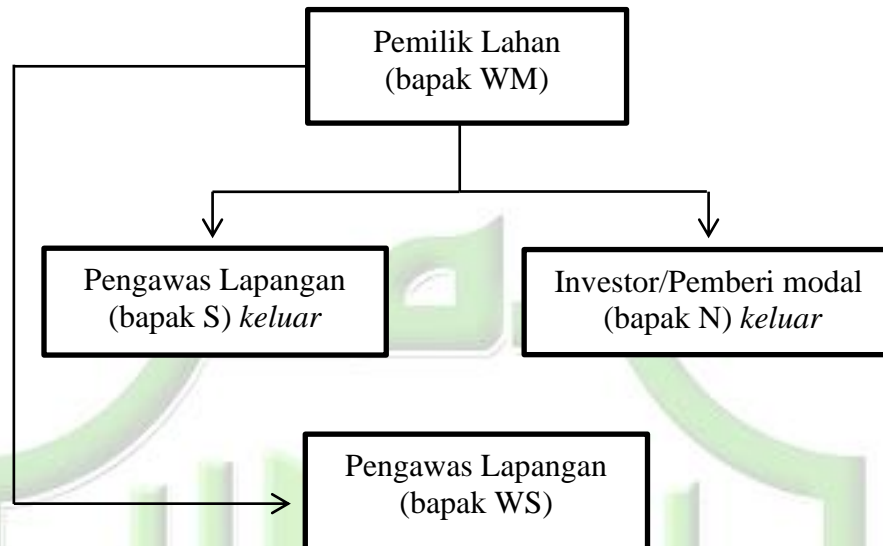 Pemilik Lahan
(bapak WM)
Pengawas Lapangan
(bapak S) keluar
Investor/Pemberi modal
(bapak N) keluar
Pengawas Lapangan
(bapak WS)